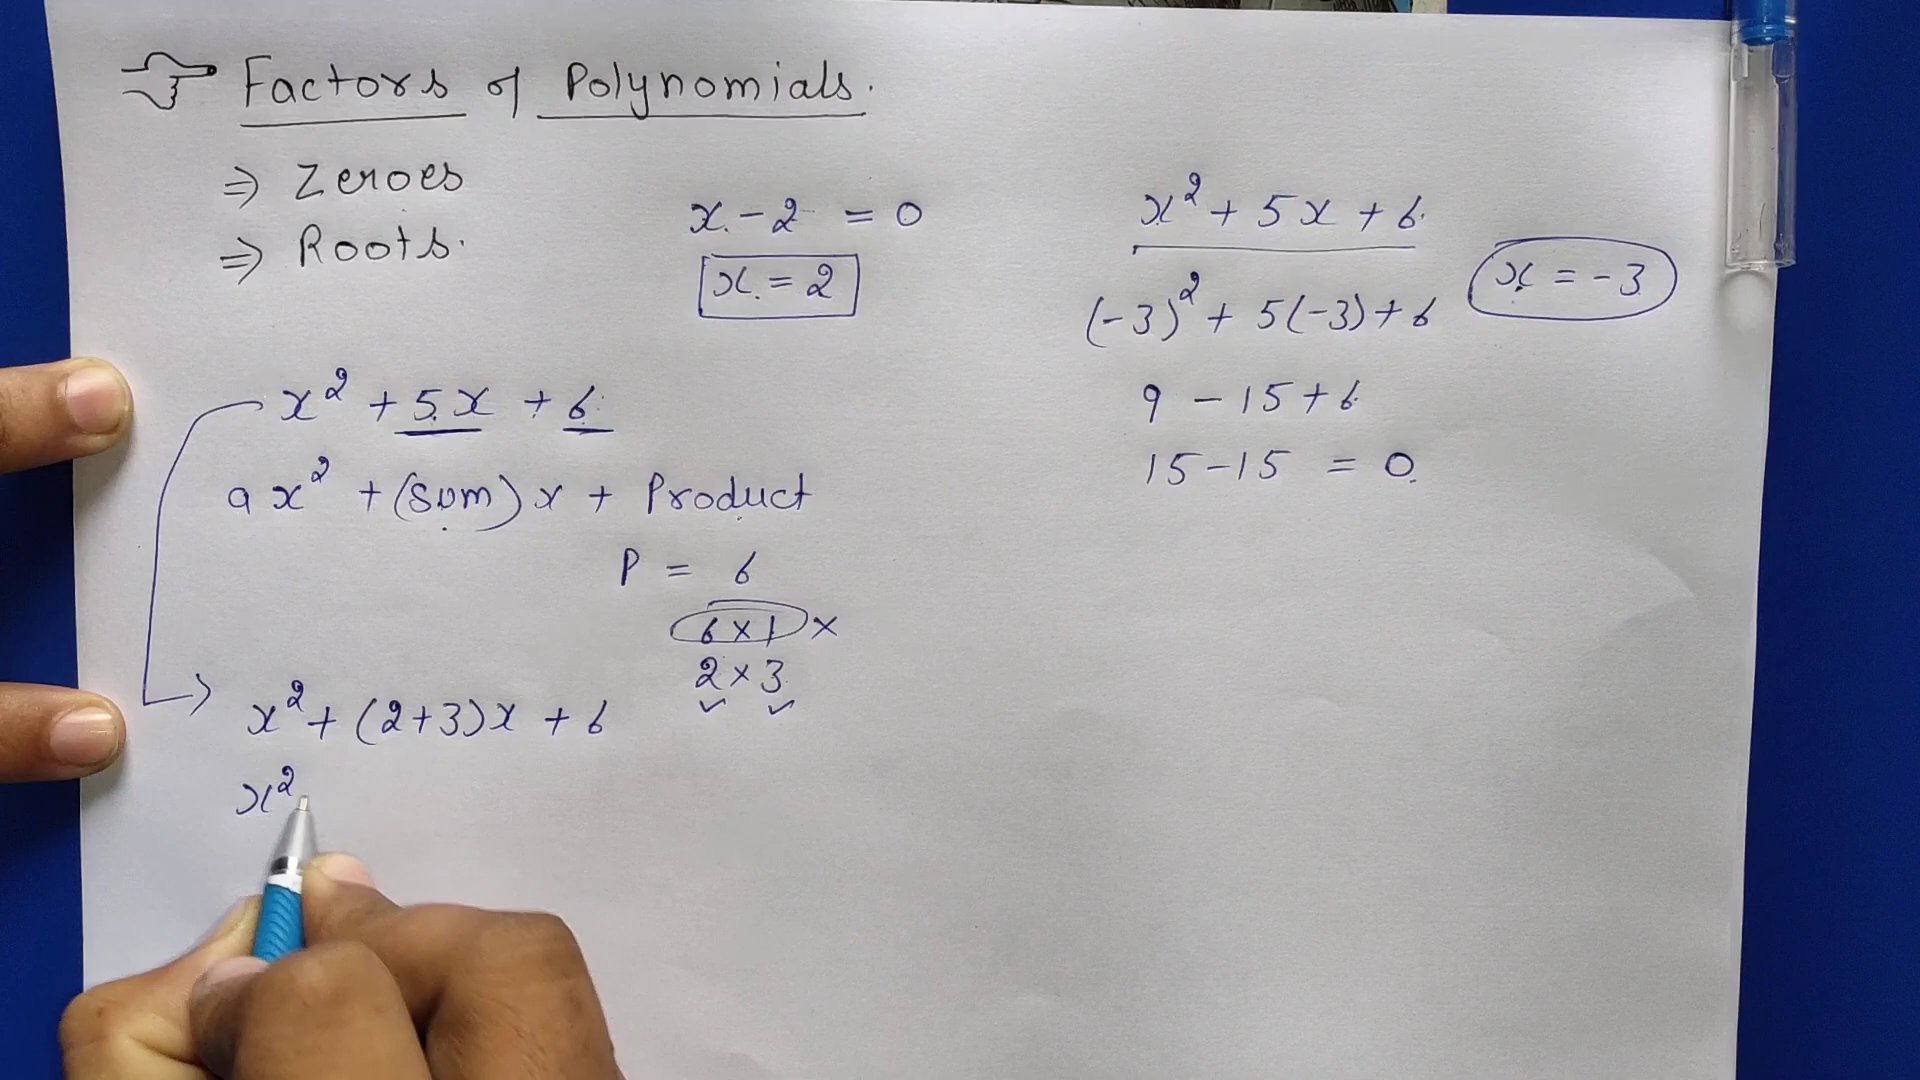 Factors of Polynomials.
⇒ Zeroes
⇒ Roots.
x - 2 = 0
x = 2
x² + 5x + 6
x = -3
(-3)² + 5(-3) + 6
9 - 15 + 6
15 - 15 = 0
x² + 5x + 6
ax² + (Sum)x + Product
P = 6
6 × 1 ×
2 × 3
✓ ✓
x² + (2+3)x + 6
x²